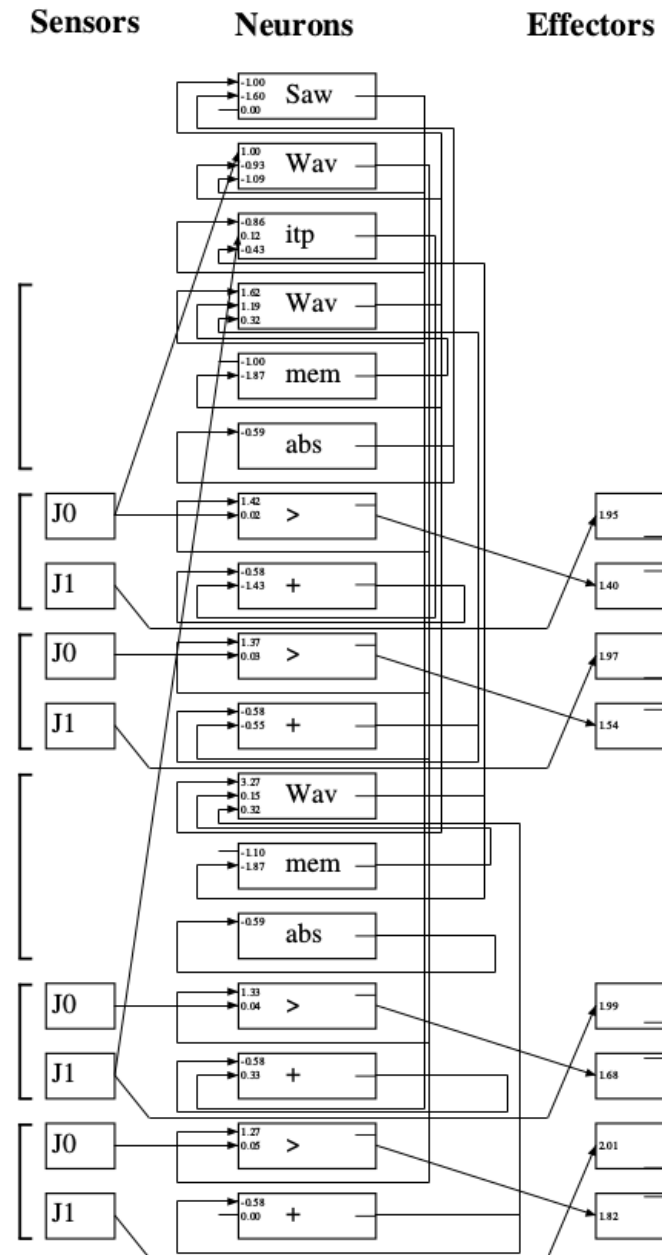 Sensors Neurons Effectors
-1.00
-1.60 Saw
0.00
1.00
-0.93 Wav
-1.09
-0.86
0.12 itp
-0.43
1.62
1.19 Wav
0.32
-1.00
-1.87 mem
-0.59
abs
J0 1.42
0.02 > 1.95
J1 -0.58
-1.43 + 1.40
J0 1.37
0.03 > 1.97
J1 -0.58
-0.55 + 1.54
3.27
0.15 Wav
0.32
-1.10
-1.87 mem
-0.59
abs
J0 1.33
0.04 > 1.99
J1 -0.58
0.33 + 1.68
J0 1.27
0.05 > 2.01
J1 -0.58
0.00 + 1.82